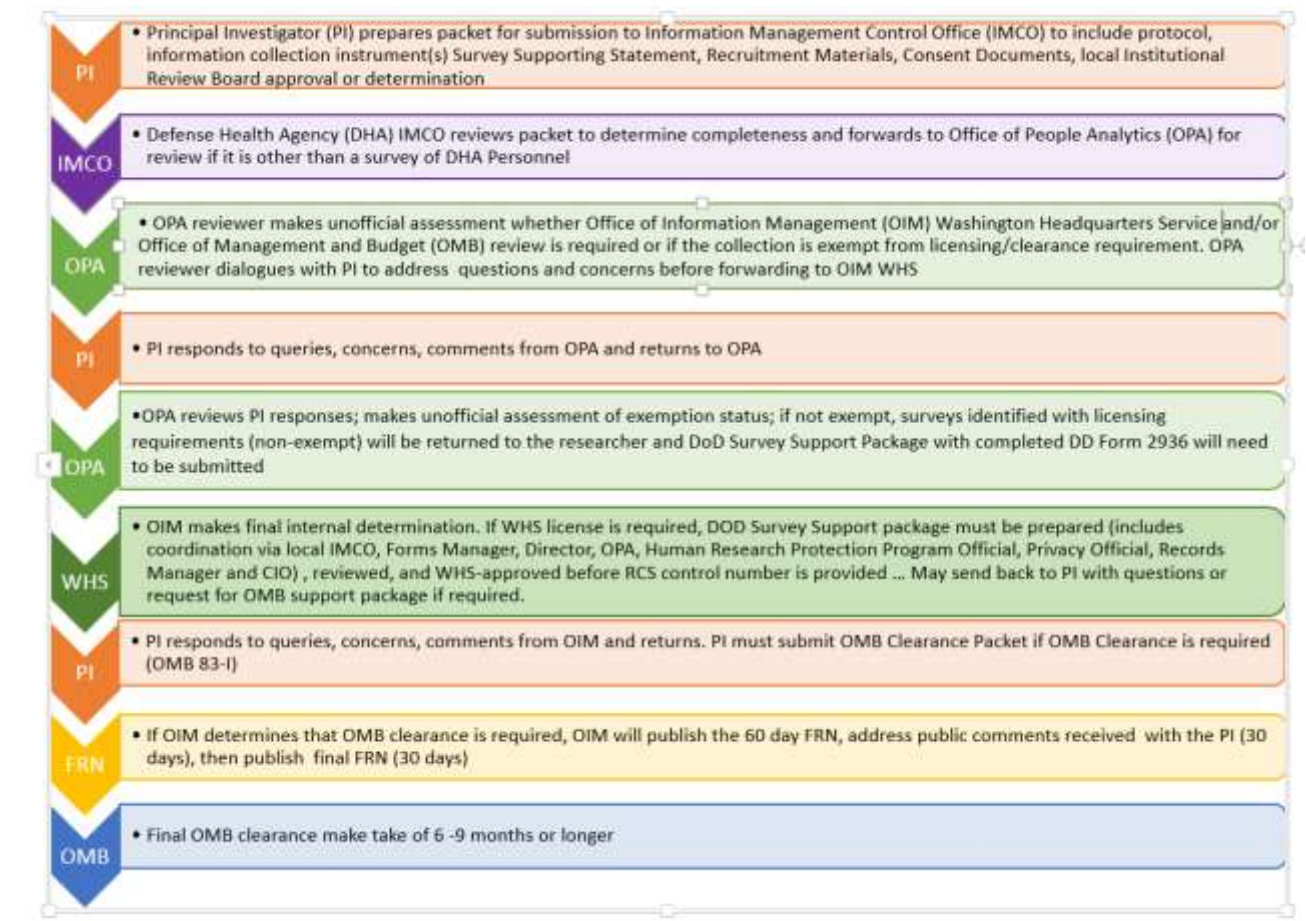 • Principal Investigator (PI) prepares packet for submission to Information Management Control Office (IMCO) to include protocol,
information collection instrument(s) Survey Supporting Statement, Recruitment Materials, Consent Documents, local Institutional
Review Board approval or determination
PI
• Defense Health Agency (DHA) IMCO reviews packet to determine completeness and forwards to Office of People Analytics (OPA) for
review if it is other than a survey of DHA Personnel
IMCO
• OPA reviewer makes unofficial assessment whether Office of Information Management (OIM) Washington Headquarters Service and/or
Office of Management and Budget (OMB) review is required or if the collection is exempt from licensing/clearance requirement. OPA
reviewer dialogues with PI to address questions and concerns before forwarding to OIM WHS
OPA
• PI responds to queries, concerns, comments from OPA and returns to OPA
PI
•OPA reviews PI responses; makes unofficial assessment of exemption status; if not exempt, surveys identified with licensing
requirements (non-exempt) will be returned to the researcher and DoD Survey Support Package with completed DD Form 2936 will need
to be submitted
OPA
• OIM makes final internal determination. If WHS license is required, DOD Survey Support package must be prepared (includes
coordination via local IMCO, Forms Manager, Director, OPA, Human Research Protection Program Official, Privacy Official, Records
Manager and CIO) , reviewed, and WHS-approved before RCS control number is provided ... May send back to PI with questions or
request for OMB support package if required.
WHS
• PI responds to queries, concerns, comments from OIM and returns. PI must submit OMB Clearance Packet if OMB Clearance is required
(OMB 83-I)
PI
• If OIM determines that OMB clearance is required, OIM will publish the 60 day FRN, address public comments received with the PI (30
days), then publish final FRN (30 days)
FRN
• Final OMB clearance make take of 6 -9 months or longer
OMB